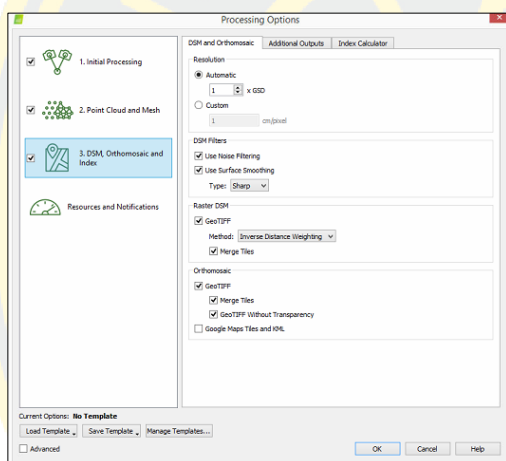 Processing Options
1. Initial Processing
2. Point Cloud and Mesh
3. DSM, Orthomosaic and
Index
Resources and Notifications
DSM and Orthomosaic
Additional Outputs
Index Calculator
Resolution
Automatic
1
x GSD
Custom
1
cm/pixel
DSM Filters
Use Noise Filtering
Use Surface Smoothing
Type: Sharp
Raster DSM
GeoTIFF
Method: Inverse Distance Weighting
Merge Tiles
Orthomosaic
GeoTIFF
Merge Tiles
GeoTIFF Without Transparency
Google Maps Tiles and KML
Current Options: No Template
Load Template
Save Template
Manage Templates...
Advanced
OK
Cancel
Help